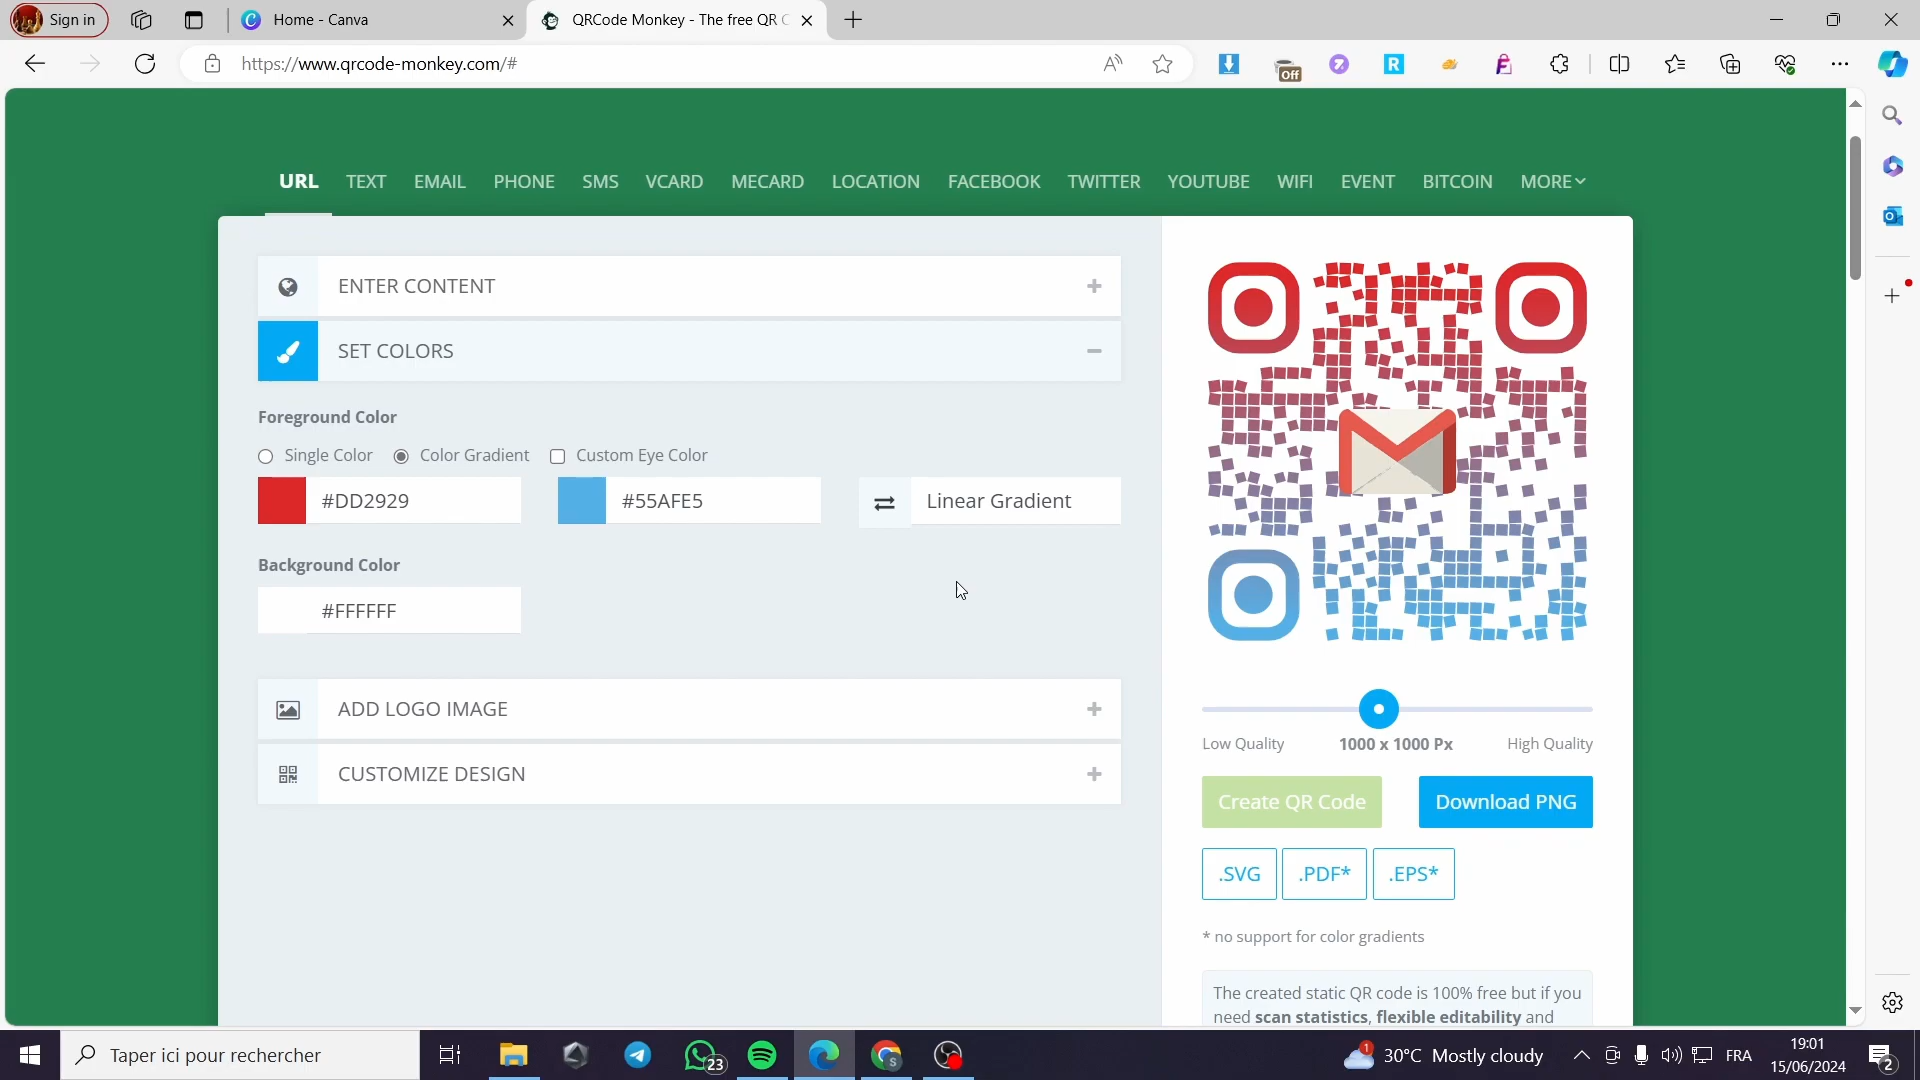 Sign in
Home - Canva
QRCode Monkey - The free QR C
https://www.qrcode-monkey.com/#
Off
URL TEXT EMAIL PHONE SMS VCARD MECARD LOCATION FACEBOOK TWITTER YOUTUBE WIFI EVENT BITCOIN MORE
ENTER CONTENT
SET COLORS
Foreground Color
Single Color Color Gradient Custom Eye Color
#DD2929 #55AFE5 Linear Gradient
Background Color
#FFFFFF
ADD LOGO IMAGE
CUSTOMIZE DESIGN
Low Quality 1000 x 1000 Px High Quality
Create QR Code Download PNG
.SVG .PDF* .EPS*
* no support for color gradients
The created static QR code is 100% free but if you
need scan statistics, flexible editability and
Taper ici pour rechercher
23
1
30°C Mostly cloudy
FRA
19:01
15/06/2024
2